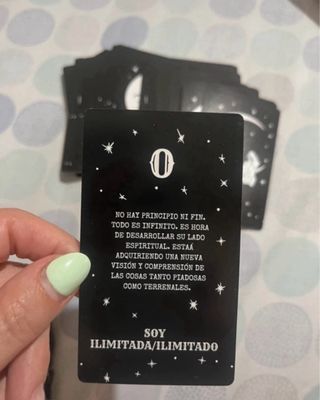 0
NO HAY PRINCIPIO NI FIN.
TODO ES INFINITO. ES HORA
DE DESARROLLAR SU LADO
ESPIRITUAL. ESTAÁ
ADQUIRIENDO UNA NUEVA
VISIÓN Y COMPRENSIÓN DE
LAS COSAS TANTO PIADOSAS
COMO TERRENALES.
SOY
ILIMITADA/ILIMITADO